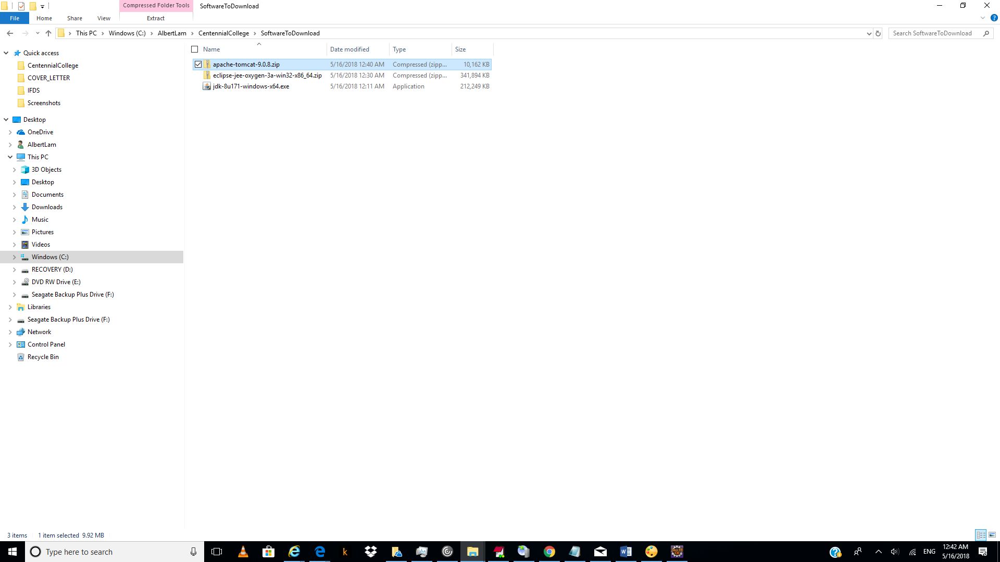 Compressed Folder Tools
SoftwareToDownload
File
Home
Share
View
Extract
This PC
Windows (C:)
AlbertLam
CentennialCollege
SoftwareToDownload
Search SoftwareToDownload
Quick access
CentennialCollege
COVER_LETTER
IFDS
Screenshots
Desktop
OneDrive
AlbertLam
This PC
3D Objects
Desktop
Documents
Downloads
Music
Pictures
Videos
Windows (C:)
RECOVERY (D:)
DVD RW Drive (E:)
Seagate Backup Plus Drive (F:)
Libraries
Seagate Backup Plus Drive (F:)
Network
Control Panel
Recycle Bin
Name Date modified Type Size
apache-tomcat-9.0.8.zip 5/16/2018 12:40 AM Compressed (zipp... 10,162 KB
eclipse-jee-oxygen-3a-win32-x86_64.zip 5/16/2018 12:30 AM Compressed (zipp... 341,894 KB
jdk-8u171-windows-x64.exe 5/16/2018 12:11 AM Application 212,249 KB
3 items 1 item selected 9.92 MB
Type here to search
ENG
12:42 AM
5/16/2018